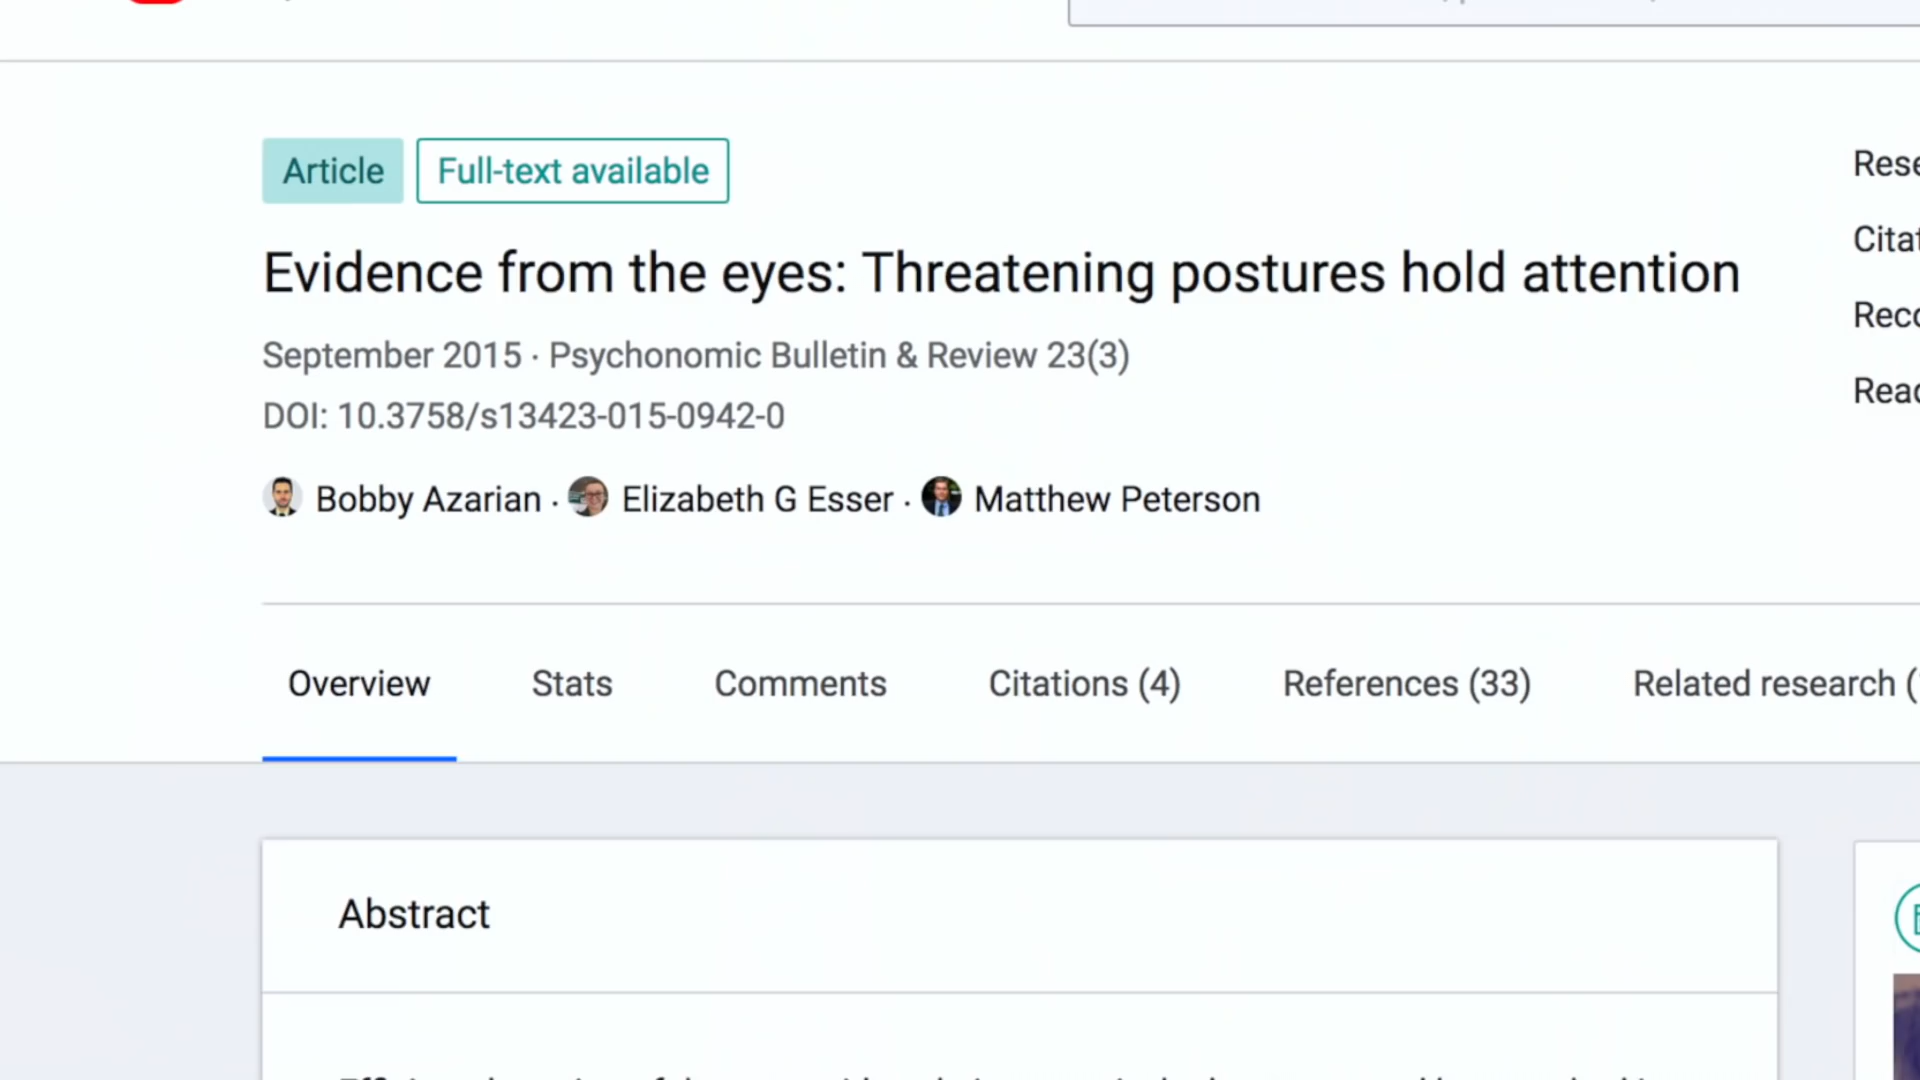 Article Full-text available
Evidence from the eyes: Threatening postures hold attention
September 2015 · Psychonomic Bulletin & Review 23(3)
DOI: 10.3758/s13423-015-0942-0
Bobby Azarian · Elizabeth G Esser · Matthew Peterson
Overview Stats Comments Citations (4) References (33) Related research (
Abstract